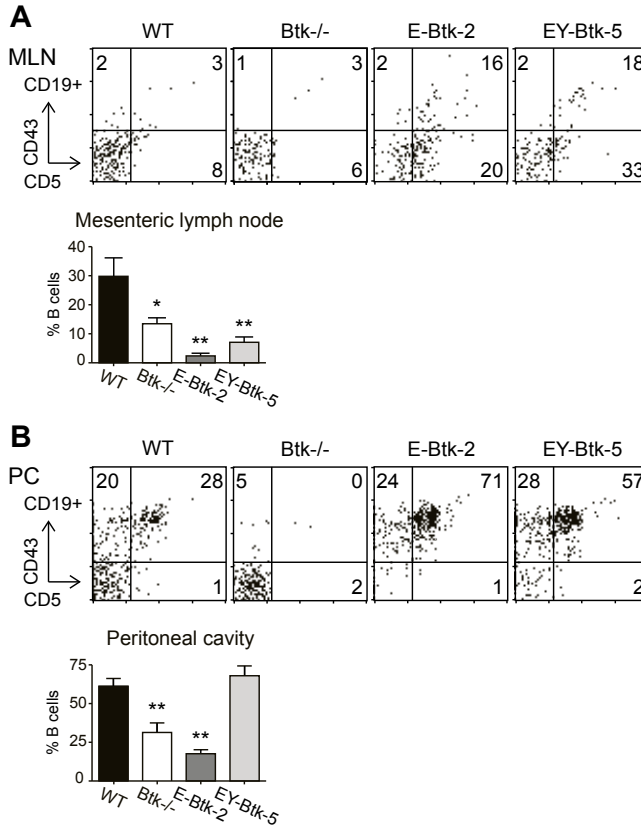 A
WT Btk-/- E-Btk-2 EY-Btk-5
MLN
CD19+
CD43
CD5
2 3
8
1 3
6
2 16
20
2 18
33
Mesenteric lymph node
% B cells
40
30
20
10
0
* ** **
WT Btk-/- E-Btk-2 EY-Btk-5
B
WT Btk-/- E-Btk-2 EY-Btk-5
PC
CD19+
CD43
CD5
20 28
1
5 0
2
24 71
1
28 57
2
Peritoneal cavity
% B cells
75
50
25
0
** **
WT Btk-/- E-Btk-2 EY-Btk-5